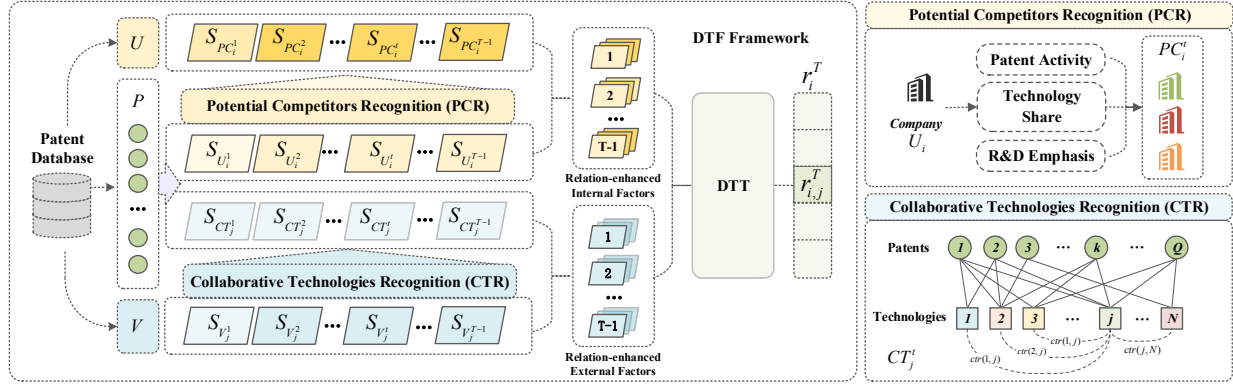 U
S_{PC_i^1} S_{PC_i^2} ••• S_{PC_i^t} ••• S_{PC_i^{T-1}}
Potential Competitors Recognition (PCR)
S_{U_i^1} S_{U_i^2} ••• S_{U_i^t} ••• S_{U_i^{T-1}}
P
•••
Patent
Database
S_{CT_j^1} S_{CT_j^2} ••• S_{CT_j^t} ••• S_{CT_j^{T-1}}
Collaborative Technologies Recognition (CTR)
V
S_{V_j^1} S_{V_j^2} ••• S_{V_j^t} ••• S_{V_j^{T-1}}
1
2
•••
T-1
Relation-enhanced
Internal Factors
1
2
•••
T-1
Relation-enhanced
External Factors
DTF Framework
DTT
r_i^T
r_{i,j}^T
Potential Competitors Recognition (PCR)
Company
U_i
Patent Activity
Technology
Share
R&D Emphasis
PC_i^t
Collaborative Technologies Recognition (CTR)
Patents 1 2 3 ••• k ••• Q
Technologies 1 2 3 ••• j ••• N
ctr(1, j)
ctr(1, j) ctr(2, j) ctr(j, N)
CT_j^t